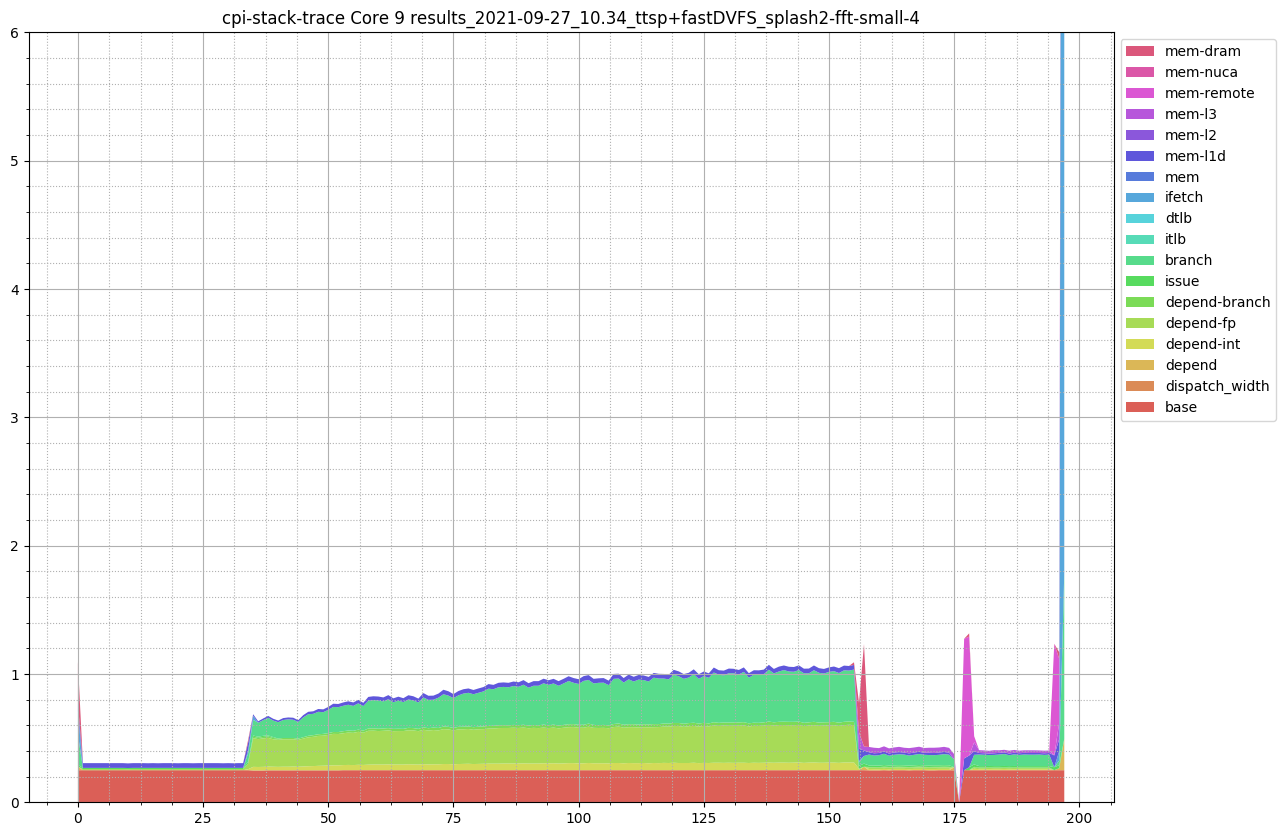 cpi-stack-trace Core 9 results_2021-09-27_10.34_ttsp+fastDVFS_splash2-fft-small-4
6
5
4
3
2
1
0
0 25 50 75 100 125 150 175 200
mem-dram
mem-nuca
mem-remote
mem-l3
mem-l2
mem-l1d
mem
ifetch
dtlb
itlb
branch
issue
depend-branch
depend-fp
depend-int
depend
dispatch_width
base